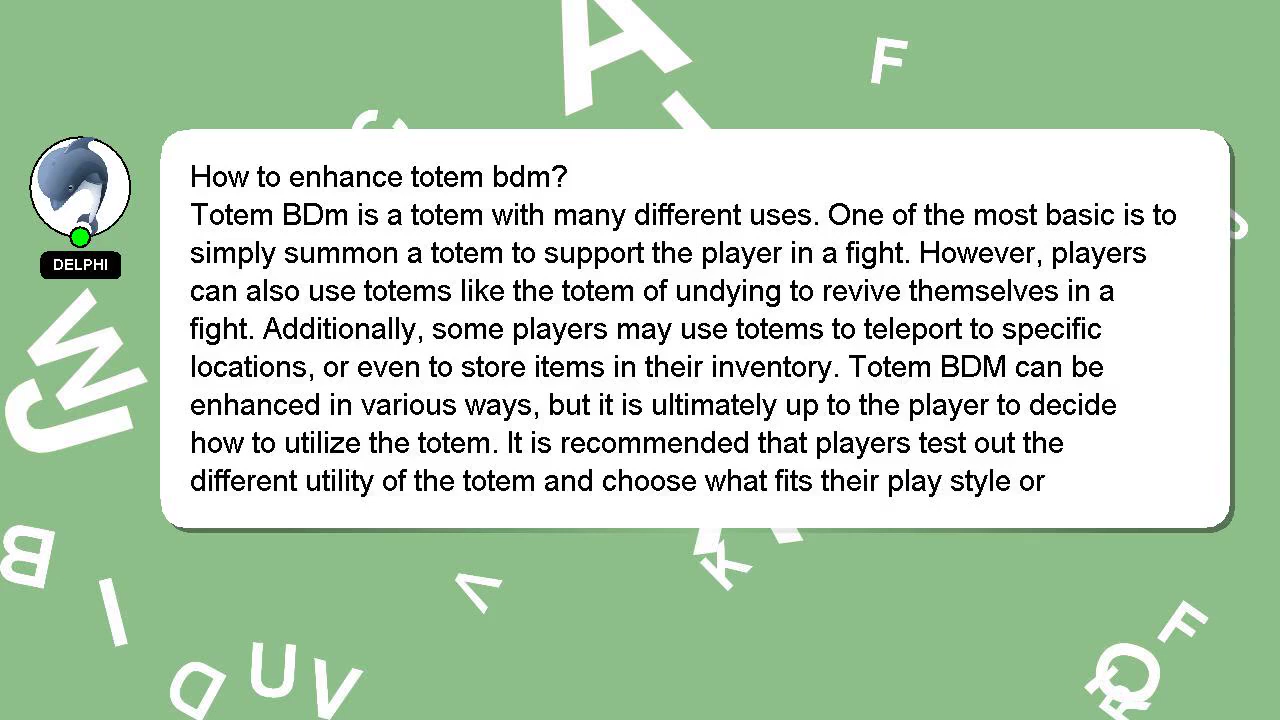 A
F
DELPHI
How to enhance totem bdm?
Totem BDm is a totem with many different uses. One of the most basic is to
simply summon a totem to support the player in a fight. However, players
can also use totems like the totem of undying to revive themselves in a
fight. Additionally, some players may use totems to teleport to specific
locations, or even to store items in their inventory. Totem BDM can be
enhanced in various ways, but it is ultimately up to the player to decide
how to utilize the totem. It is recommended that players test out the
different utility of the totem and choose what fits their play style or
W
J
B
I
V
K
D
U
V
F
Q